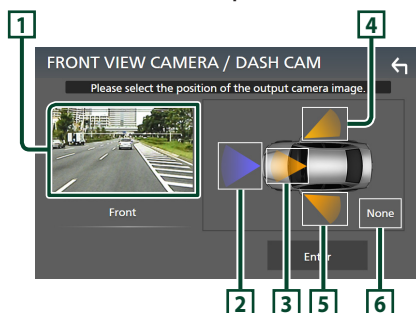 1
4
FRONT VIEW CAMERA / DASH CAM
Please select the position of the output camera image.
Front
None
Enter
2
3
5
6